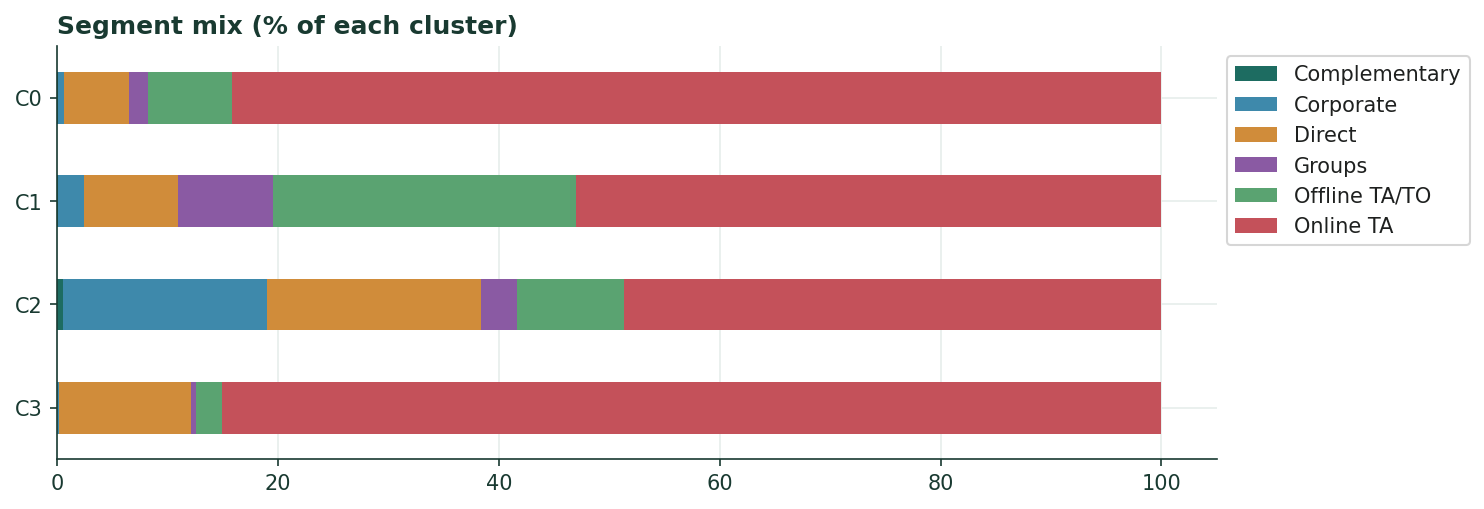 Segment mix (% of each cluster)
C0
C1
C2
C3
0 20 40 60 80 100
Complementary
Corporate
Direct
Groups
Offline TA/TO
Online TA